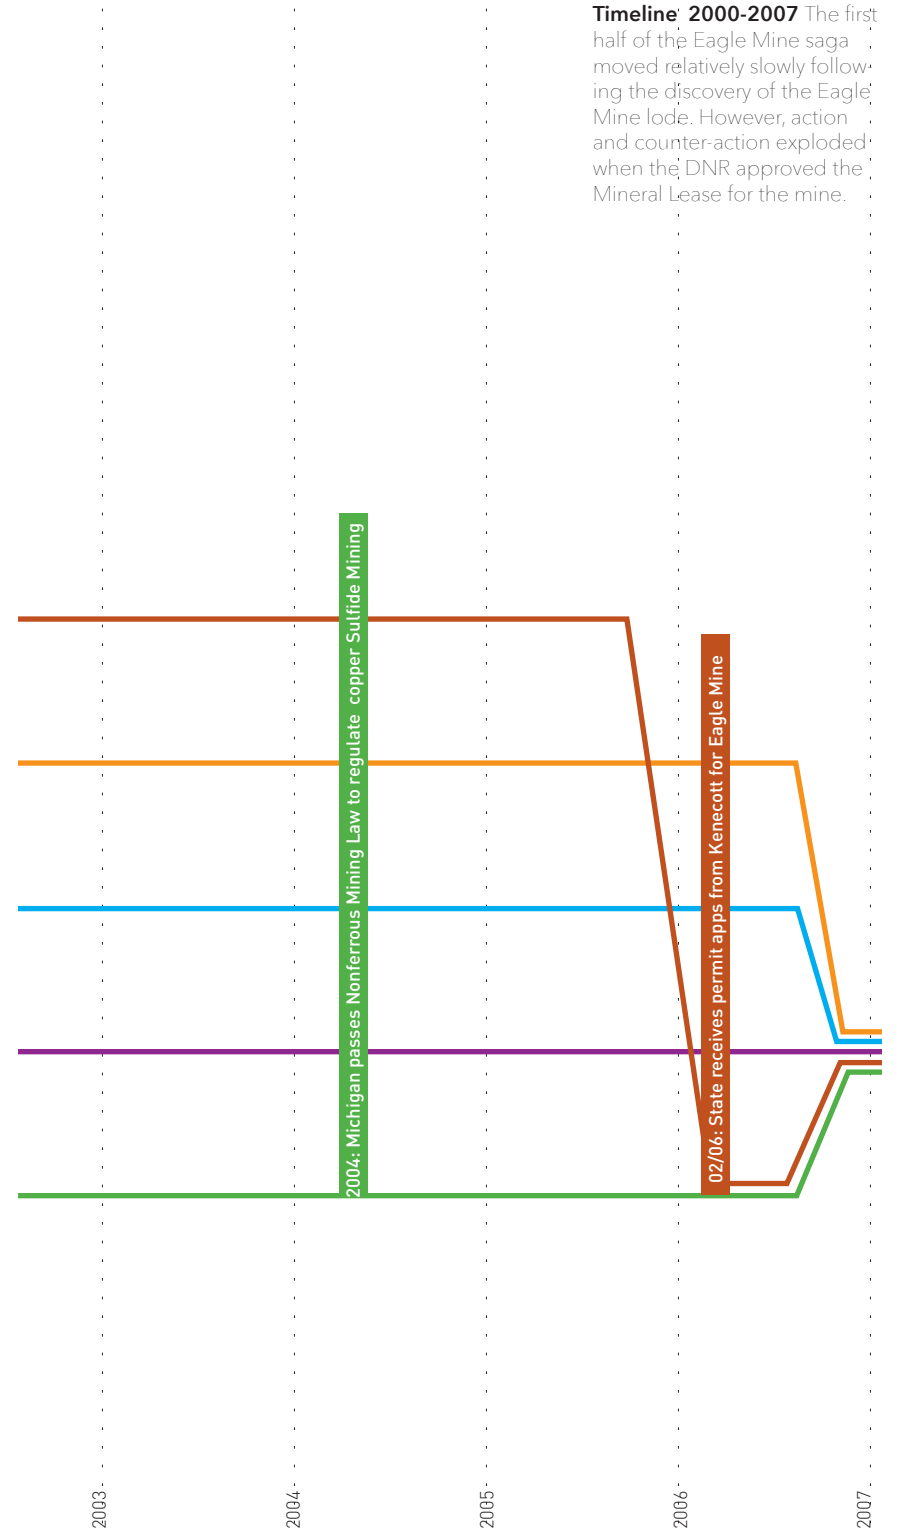 Timeline 2000-2007 The first
half of the Eagle Mine saga
moved relatively slowly follow-
ing the discovery of the Eagle
Mine lode. However, action
and counter-action exploded
when the DNR approved the
Mineral Lease for the mine.
2004: Michigan passes Nonferrous Mining Law to regulate copper Sulfide Mining
02/06: State receives permit apps from Kenecott for Eagle Mine
2003
2004
2005
2006
2007